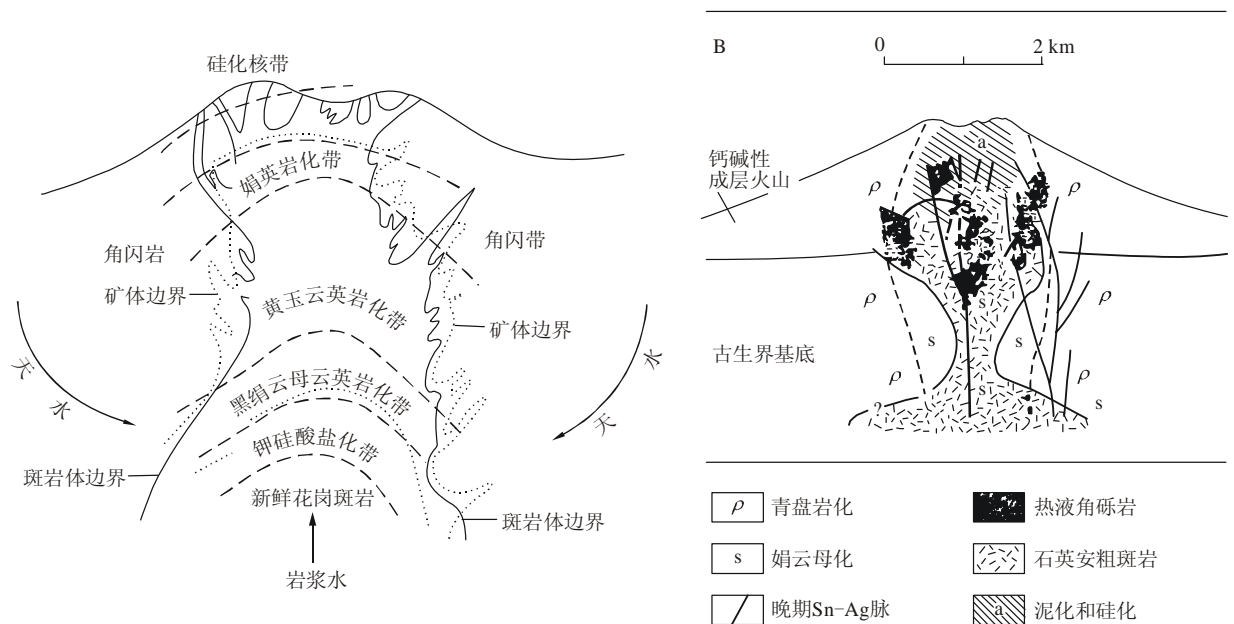 硅化核带
娟英岩化带
角闪岩
角闪带
矿体边界
黄玉云英岩化带
矿体边界
天水
天水
黑绢云母云英岩化带
钾硅酸盐化带
斑岩体边界
新鲜花岗斑岩
斑岩体边界
岩浆水
B
0 2 km
a
钙碱性
成层火山
ρ
ρ
s
ρ
ρ
古生界基底
s
s
ρ
ρ
s
?
s
ρ 青盘岩化
热液角砾岩
s 娟云母化
石英安粗斑岩
晚期Sn-Ag脉
a 泥化和硅化